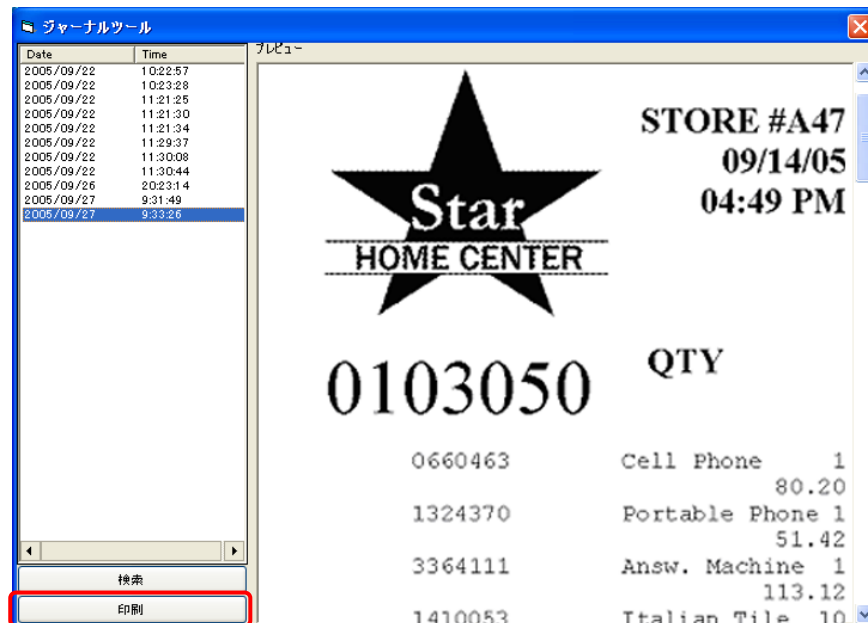 ジャーナルツール
Date Time
2005/09/22 10:22:57
2005/09/22 10:23:28
2005/09/22 11:21:25
2005/09/22 11:21:30
2005/09/22 11:21:34
2005/09/22 11:29:37
2005/09/22 11:30:08
2005/09/22 11:30:44
2005/09/26 20:23:14
2005/09/27 9:31:49
2005/09/27 9:33:26
検索
印刷
プレビュー
Star
HOME CENTER
STORE #A47
09/14/05
04:49 PM
0103050 QTY
0660463 Cell Phone 1
80.20
1324370 Portable Phone 1
51.42
3364111 Answ. Machine 1
113.12
1410053 Italian Tile 10